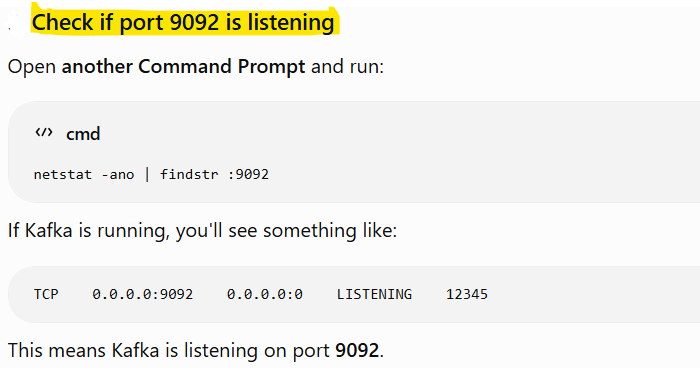 Check if port 9092 is listening
Open another Command Prompt and run:
</> cmd
netstat -ano | findstr :9092
If Kafka is running, you'll see something like:
TCP    0.0.0.0:9092    0.0.0.0:0    LISTENING    12345
This means Kafka is listening on port 9092.